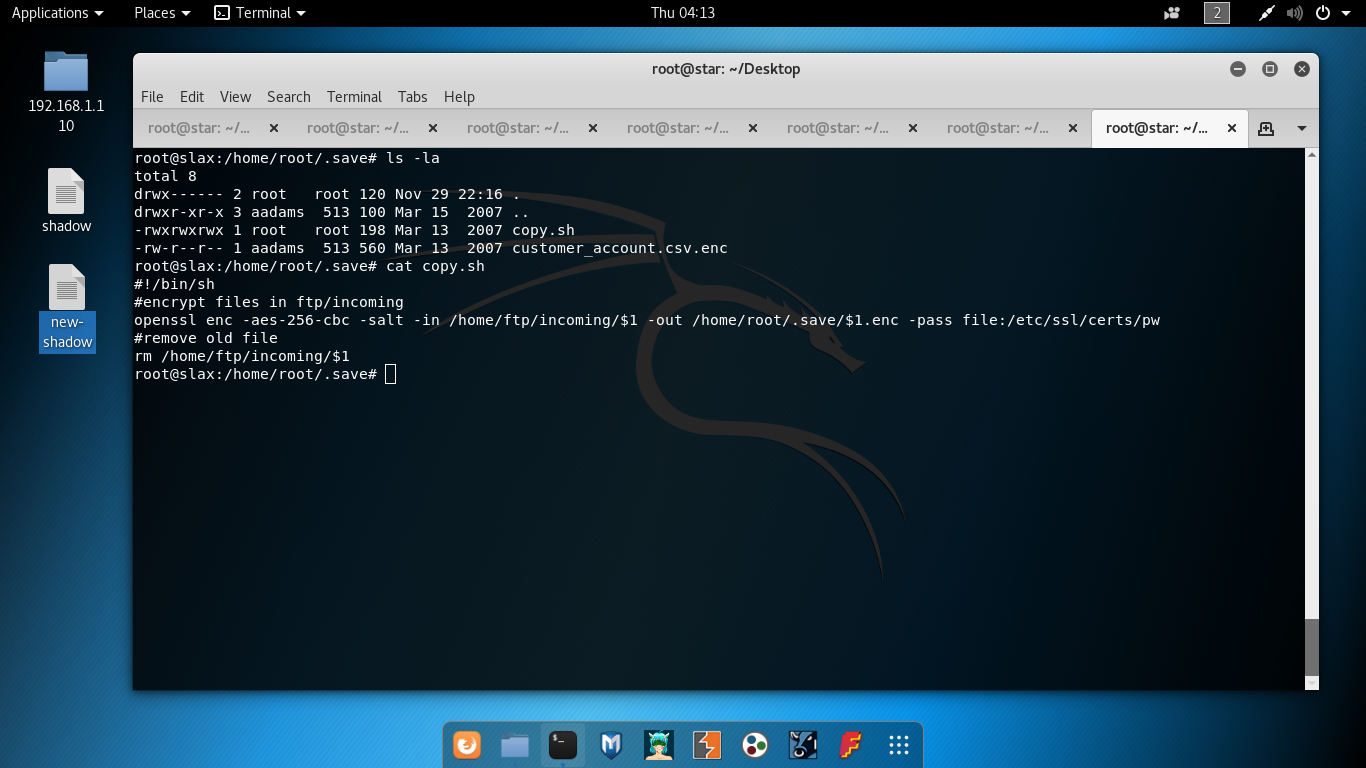 Applications Places Terminal Thu 04:13 2
192.168.1.1
10
shadow
new-
shadow
root@star: ~/Desktop
File Edit View Search Terminal Tabs Help
root@star: ~/... root@star: ~/... root@star: ~/... root@star: ~/... root@star: ~/... root@star: ~/... root@star: ~/...
root@slax:/home/root/.save# ls -la
total 8
drwx------ 2 root   root 120 Nov 29 22:16 .
drwxr-xr-x 3 aadams  513 100 Mar 15  2007 ..
-rwxrwxrwx 1 root   root 198 Mar 13  2007 copy.sh
-rw-r--r-- 1 aadams  513 560 Mar 13  2007 customer_account.csv.enc
root@slax:/home/root/.save# cat copy.sh
#!/bin/sh
#encrypt files in ftp/incoming
openssl enc -aes-256-cbc -salt -in /home/ftp/incoming/$1 -out /home/root/.save/$1.enc -pass file:/etc/ssl/certs/pw
#remove old file
rm /home/ftp/incoming/$1
root@slax:/home/root/.save#